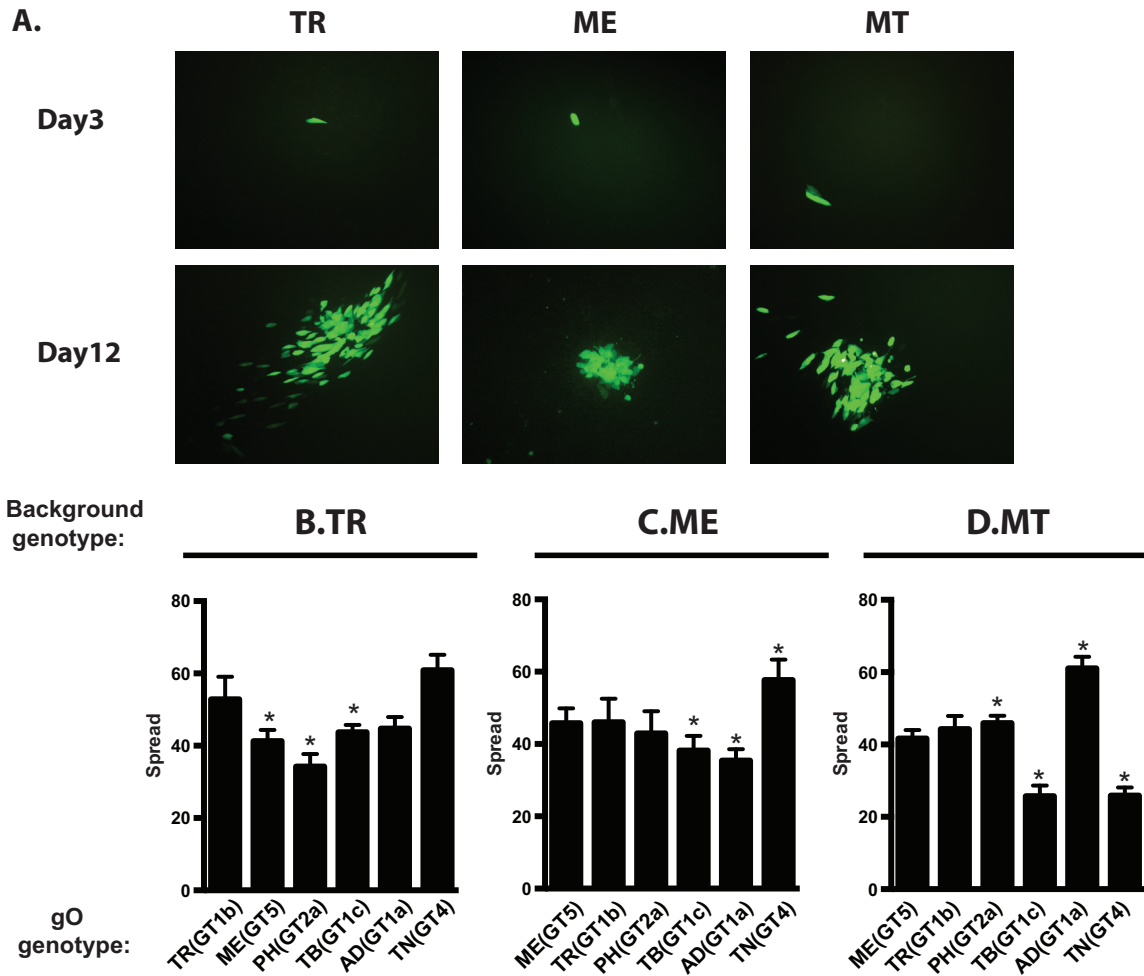 A.
TR
ME
MT
Day3
Day12
Background
genotype:
B.TR
C.ME
D.MT
80
60
40
20
0
Spread
*
*
*
TR(GT1b)
ME(GT5)
PH(GT2a)
TB(GT1c)
AD(GT1a)
TN(GT4)
80
60
40
20
0
Spread
*
*
*
ME(GT5)
TR(GT1b)
PH(GT2a)
TB(GT1c)
AD(GT1a)
TN(GT4)
80
60
40
20
0
Spread
*
*
*
*
ME(GT5)
TR(GT1b)
PH(GT2a)
TB(GT1c)
AD(GT1a)
TN(GT4)
gO
genotype: